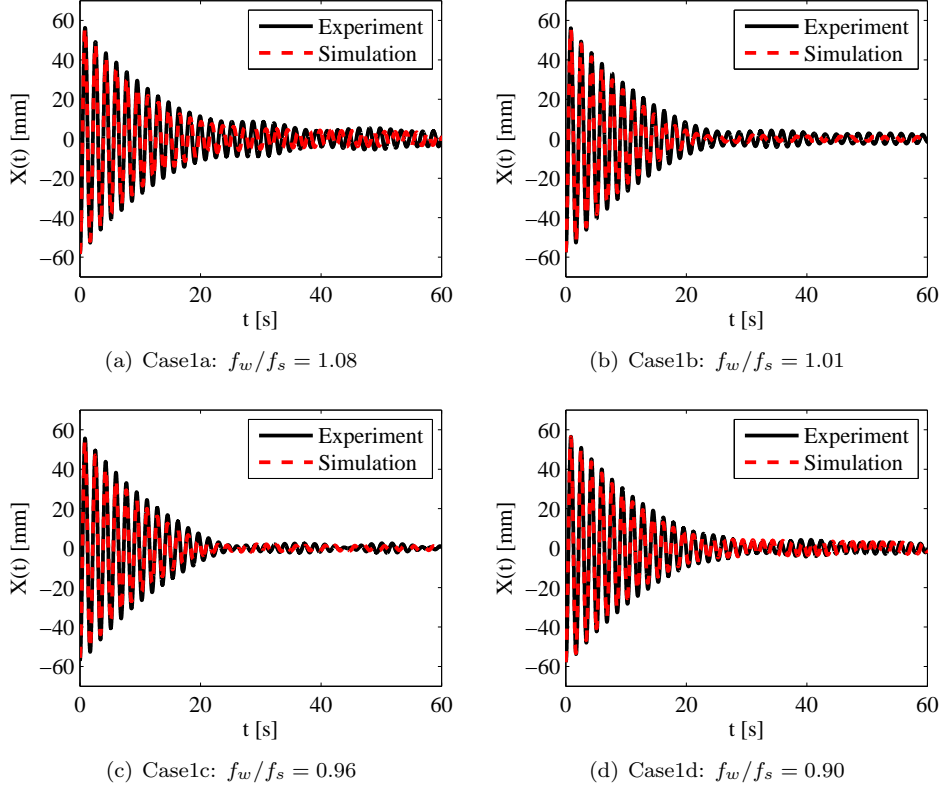 60
40
20
0
−20
−40
−60
X(t) [mm]
0 20 40 60
t [s]
Experiment
Simulation
(a) Case1a: f_w/f_s = 1.08
60
40
20
0
−20
−40
−60
X(t) [mm]
0 20 40 60
t [s]
Experiment
Simulation
(b) Case1b: f_w/f_s = 1.01
60
40
20
0
−20
−40
−60
X(t) [mm]
0 20 40 60
t [s]
Experiment
Simulation
(c) Case1c: f_w/f_s = 0.96
60
40
20
0
−20
−40
−60
X(t) [mm]
0 20 40 60
t [s]
Experiment
Simulation
(d) Case1d: f_w/f_s = 0.90